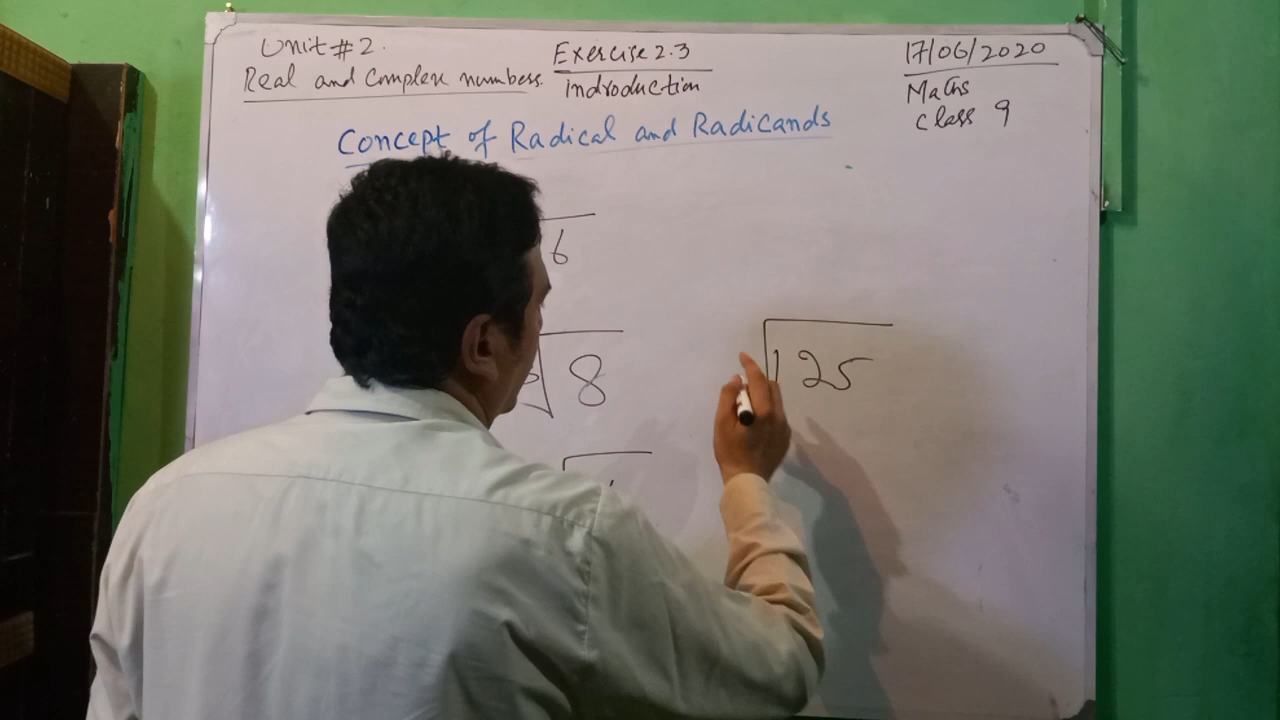 Unit # 2.
Real and Complex numbers.
Exercise 2.3
indroduction
17/06/2020
Maths
class 9
Concept of Radical and Radicands
6
8
125